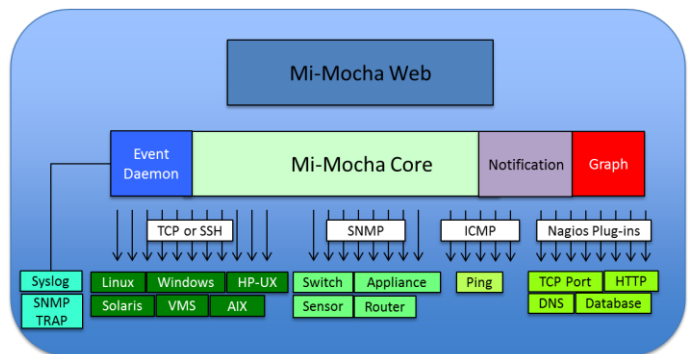 Mi-Mocha Web
Event
Daemon
Mi-Mocha Core
Notification
Graph
TCP or SSH
SNMP
ICMP
Nagios Plug-ins
Syslog
SNMP
TRAP
Linux
Windows
HP-UX
Solaris
VMS
AIX
Switch
Appliance
Sensor
Router
Ping
TCP Port
HTTP
DNS
Database